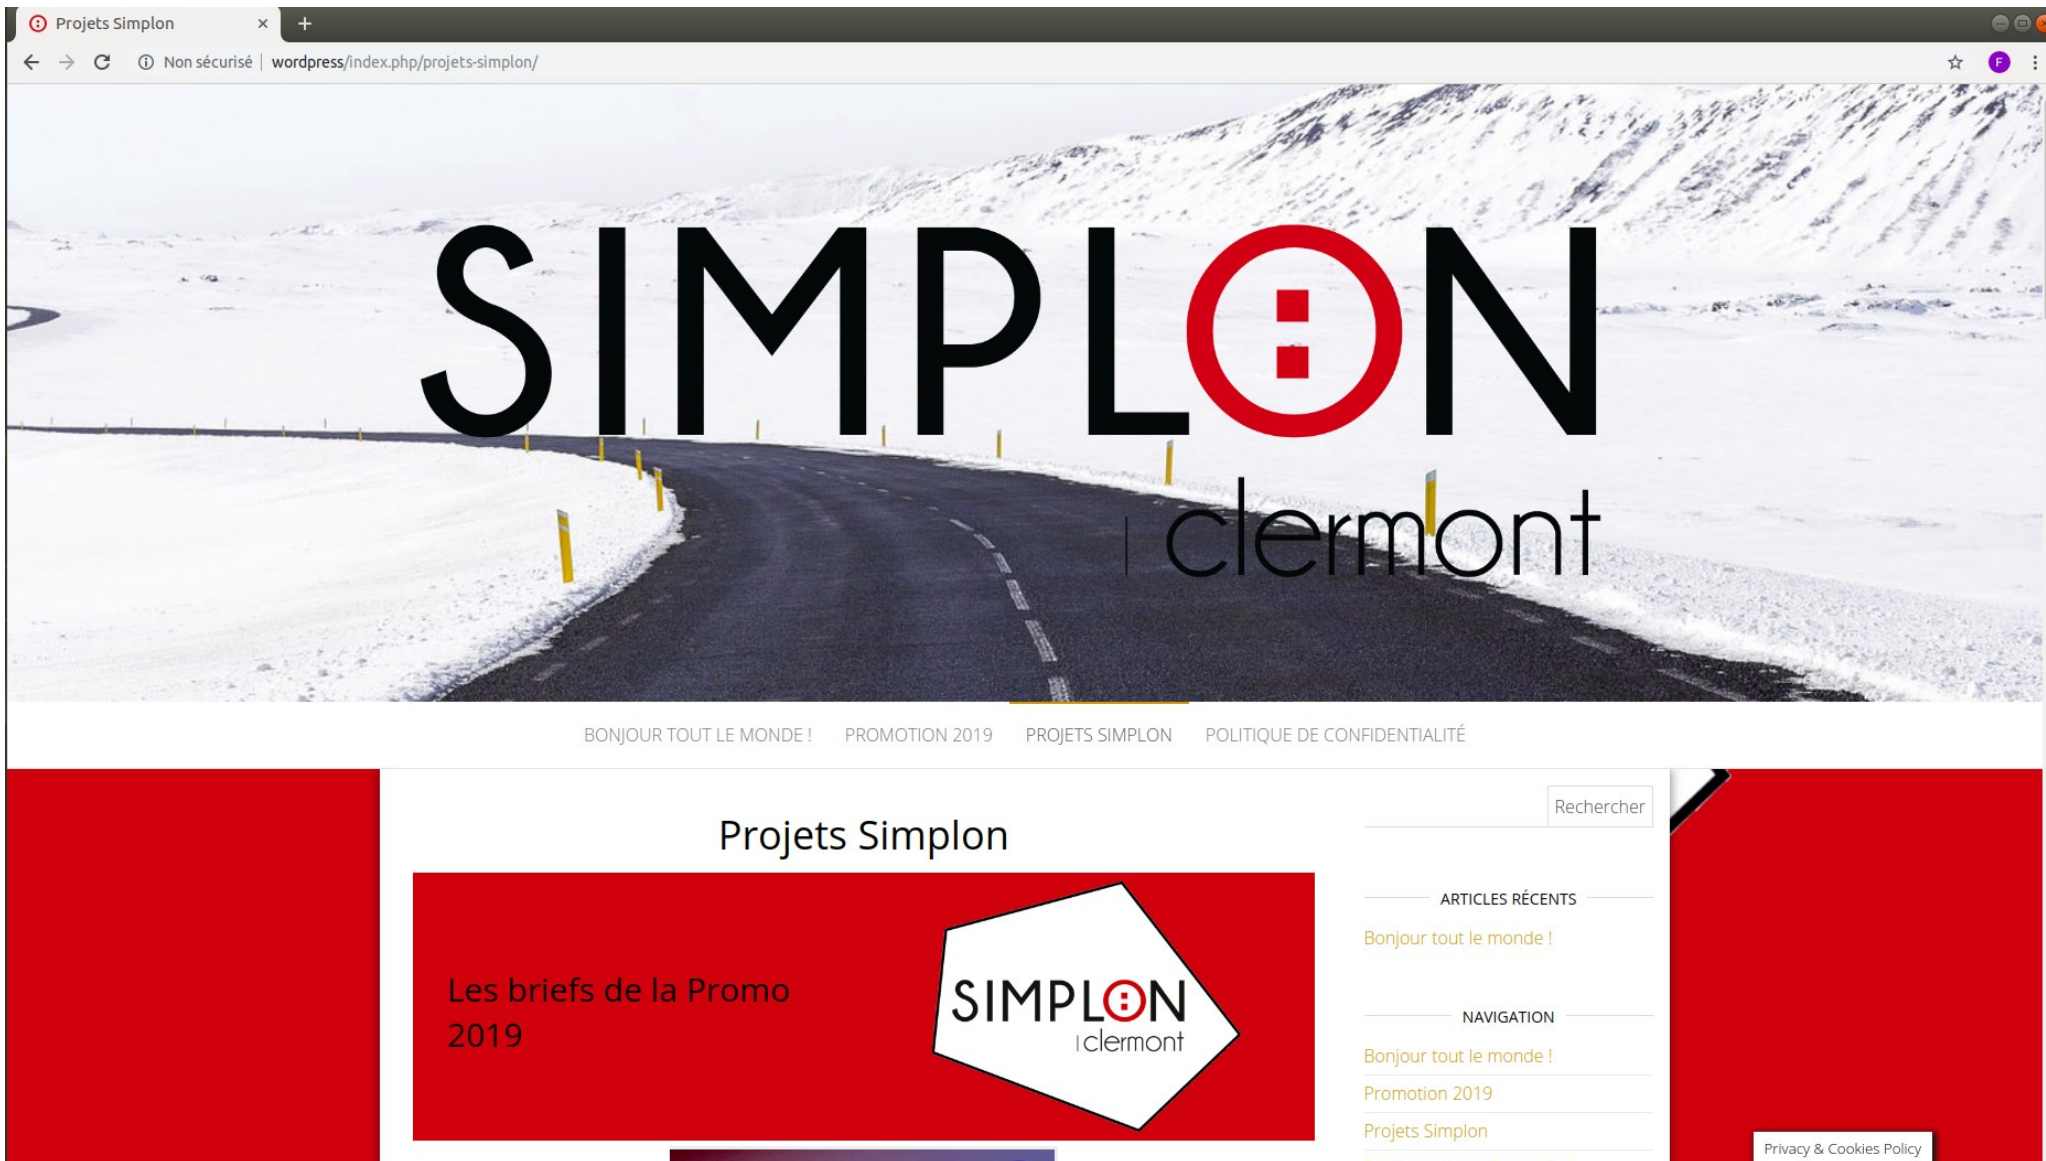 Projets Simplon
Non sécurisé | wordpress/index.php/projets-simplon/
F
SIMPLON
clermont
BONJOUR TOUT LE MONDE ! PROMOTION 2019 PROJETS SIMPLON POLITIQUE DE CONFIDENTIALITÉ
Projets Simplon
Les briefs de la Promo
2019
SIMPLON
clermont
Rechercher
ARTICLES RÉCENTS
Bonjour tout le monde !
NAVIGATION
Bonjour tout le monde !
Promotion 2019
Projets Simplon
Privacy & Cookies Policy